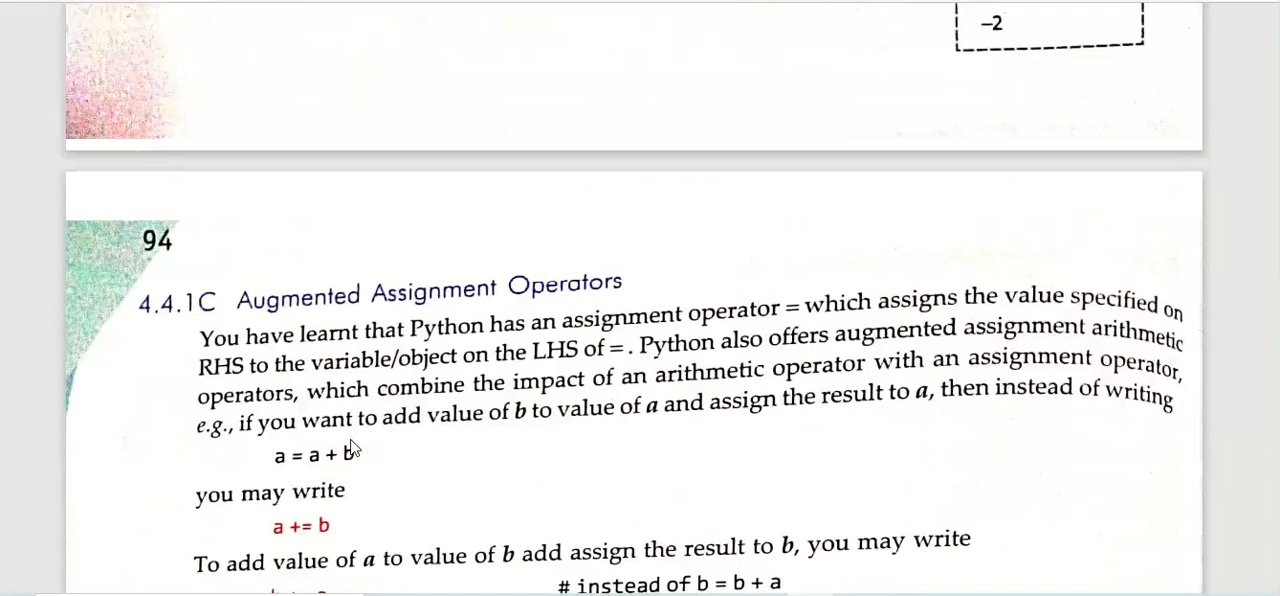 –2
94
4.4.1C Augmented Assignment Operators
You have learnt that Python has an assignment operator = which assigns the value specified on
RHS to the variable/object on the LHS of = . Python also offers augmented assignment arithmetic
operators, which combine the impact of an arithmetic operator with an assignment operator,
e.g., if you want to add value of b to value of a and assign the result to a, then instead of writing
a = a + b
you may write
a += b
To add value of a to value of b add assign the result to b, you may write
# instead of b = b + a